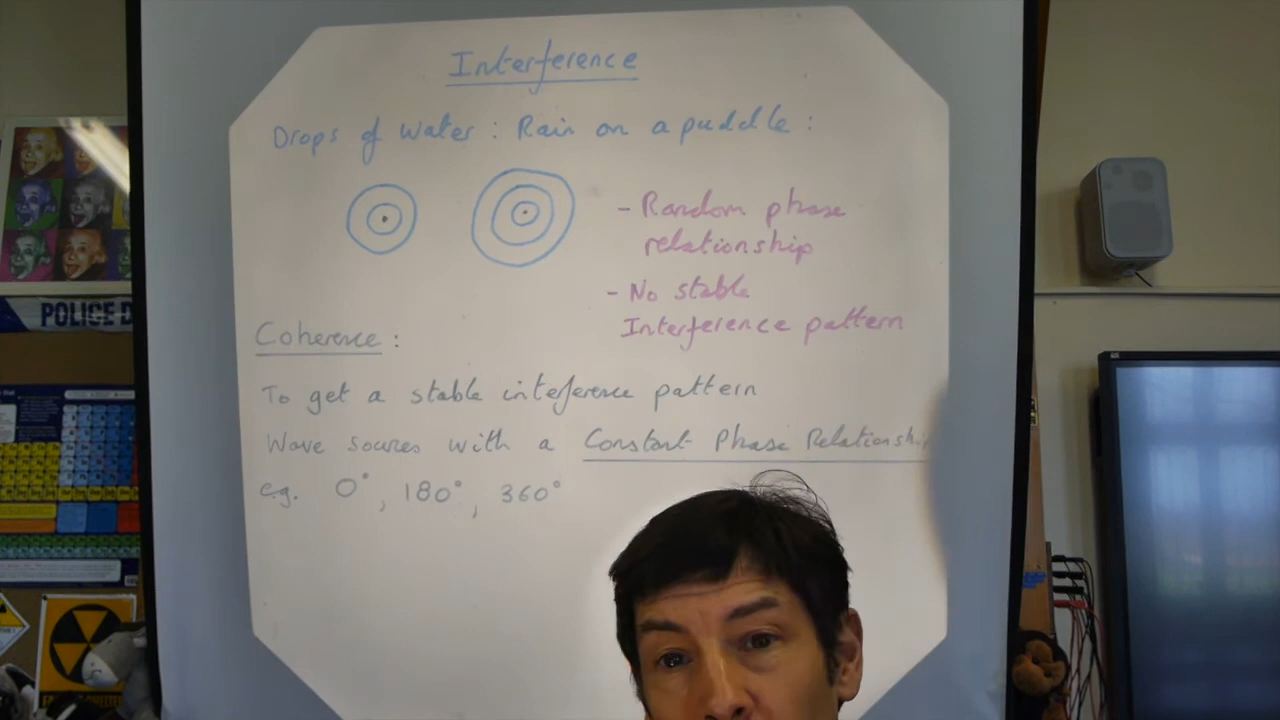 Interference
Drops of water : Rain on a puddle :
- Random phase
relationship
- No stable
Interference pattern
Coherence :
To get a stable interference pattern
Wave sources with a Constant Phase Relationsh
e.g. 0°, 180°, 360°
POLICE D